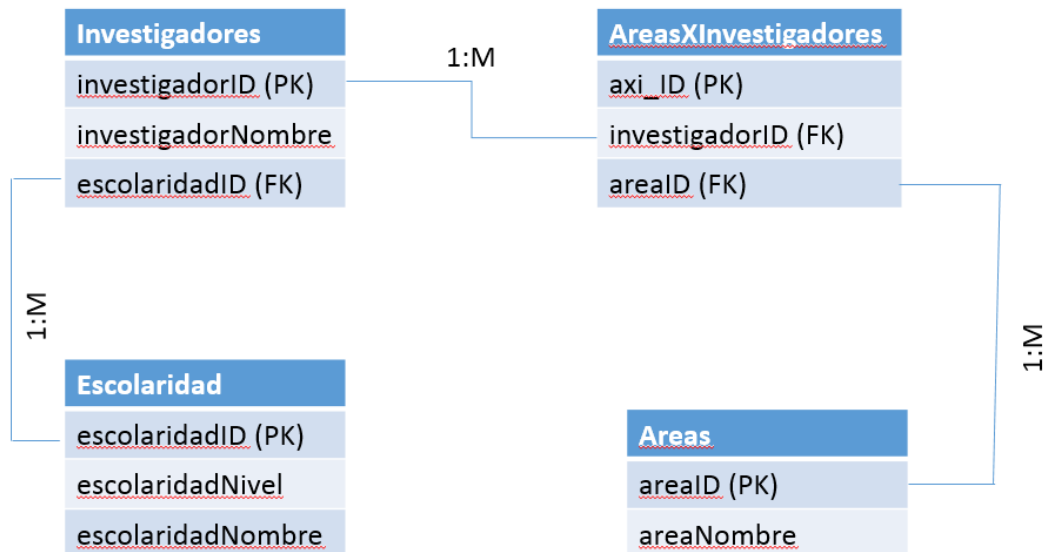 Investigadores
investigadorID (PK)
investigadorNombre
escolaridadID (FK)
1:M
AreasXInvestigadores
axi_ID (PK)
investigadorID (FK)
areaID (FK)
1:M
1:M
Escolaridad
escolaridadID (PK)
escolaridadNivel
escolaridadNombre
Areas
areaID (PK)
areaNombre